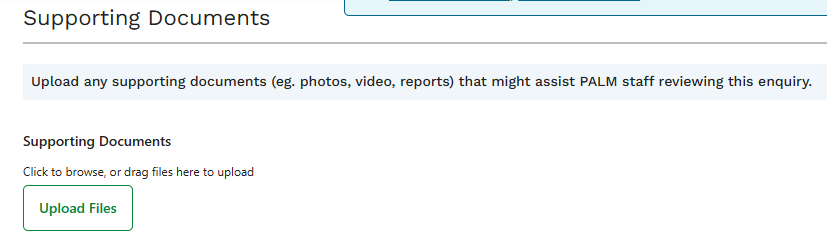 Supporting Documents
Upload any supporting documents (eg. photos, video, reports) that might assist PALM staff reviewing this enquiry.
Supporting Documents
Click to browse, or drag files here to upload
Upload Files